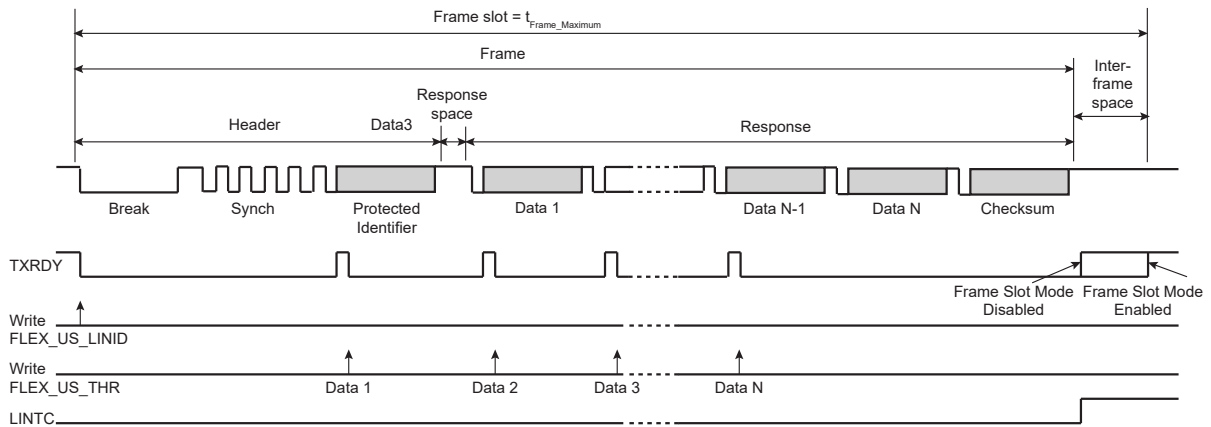 Frame slot = tFrame_Maximum
Frame
Inter-
frame
space
Response
space
Header
Data3
Response
Break
Synch
Protected
Identifier
Data 1
Data N-1
Data N
Checksum
TXRDY
Frame Slot Mode
Disabled
Frame Slot Mode
Enabled
Write
FLEX_US_LINID
Write
FLEX_US_THR
Data 1
Data 2
Data 3
Data N
LINTC